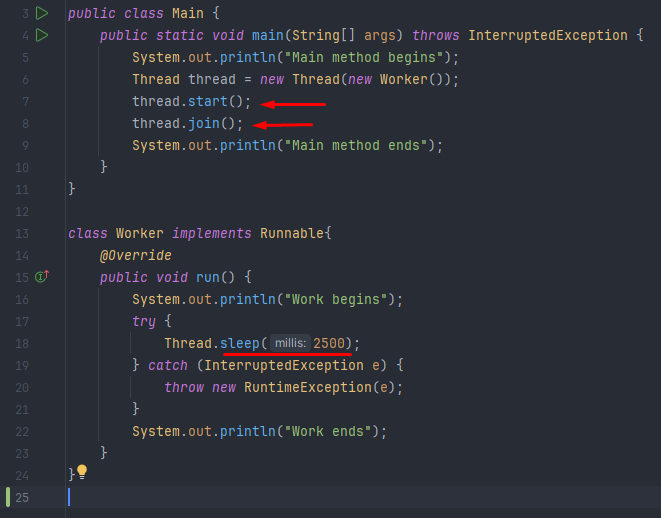 3 public class Main {
4 public static void main(String[] args) throws InterruptedException {
5 System.out.println("Main method begins");
6 Thread thread = new Thread(new Worker());
7 thread.start();
8 thread.join();
9 System.out.println("Main method ends");
10 }
11 }
12
13 class Worker implements Runnable{
14 @Override
15 public void run() {
16 System.out.println("Work begins");
17 try {
18 Thread.sleep( millis: 2500);
19 } catch (InterruptedException e) {
20 throw new RuntimeException(e);
21 }
22 System.out.println("Work ends");
23 }
24 }
25